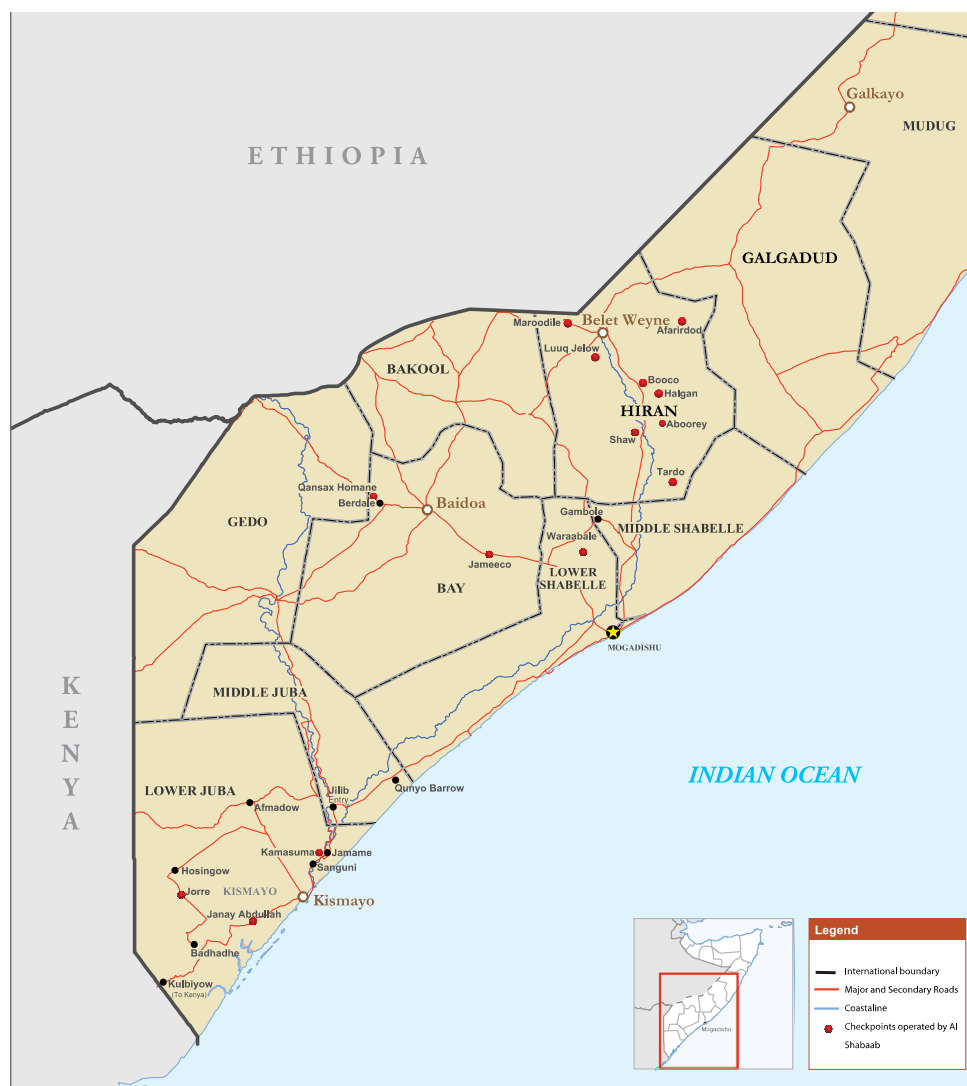 Galkayo
MUDUG
ETHIOPIA
GALGADUD
Maroodile
Belet Weyne
Afarirdod
Luuq Jelow
BAKOOL
Booco
Halgan
HIRAN
Aboorey
Shaw
Tardo
Qansax Homane
Berdale
Baidoa
GEDO
Gambole
MIDDLE SHABELLE
Waraabale
Jameeco
LOWER
SHABELLE
BAY
MOGADISHU
KENYA
MIDDLE JUBA
INDIAN OCEAN
Qunyo Barrow
LOWER JUBA
Jilib
Entry
Afmadow
Kamasuma
Jamame
Sanguni
Hosingow
Jorre
KISMAYO
Kismayo
Janay Abdullah
Badhadhe
Kulbiyow
(To Kenya)
Mogadishu
Legend
International boundary
Major and Secondary Roads
Coastaline
Checkpoints operated by Al
Shabaab